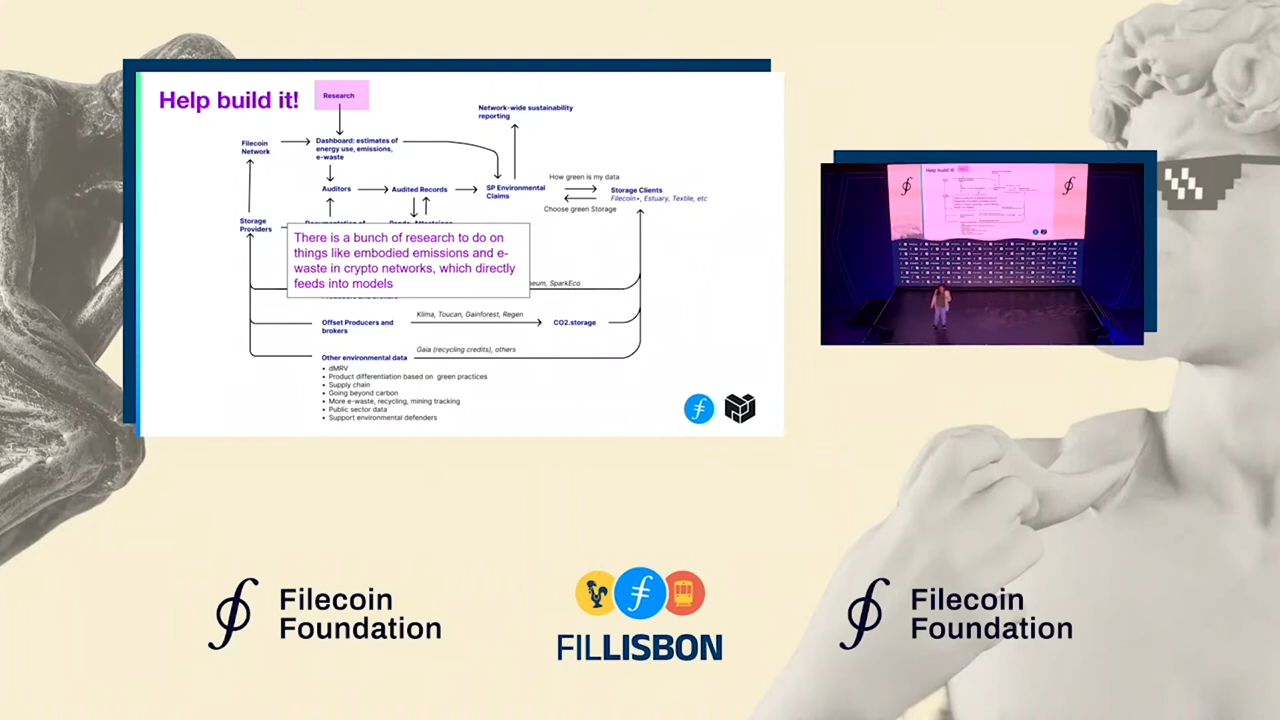 Help build it!
Research
Network-wide sustainability
reporting
Filecoin
Network
Dashboard: estimates of
energy use, emissions,
e-waste
How green is my data
Auditors
Audited Records
SP Environmental
Claims
Storage Clients
Filecoin+, Estuary, Textile, etc
Choose green Storage
Storage
Providers
There is a bunch of research to do on
things like embodied emissions and e-
waste in crypto networks, which directly
feeds into models
SparkEco
Offset Producers and
brokers
Klima, Toucan, Gainforest, Regen
CO2.storage
Other environmental data
Gaia (recycling credits), others
• dMRV
• Product differentiation based on green practices
• Supply chain
• Going beyond carbon
• More e-waste, recycling, mining tracking
• Public sector data
• Support environmental defenders
Help build it!
Filecoin
Foundation
FILLISBON
Filecoin
Foundation